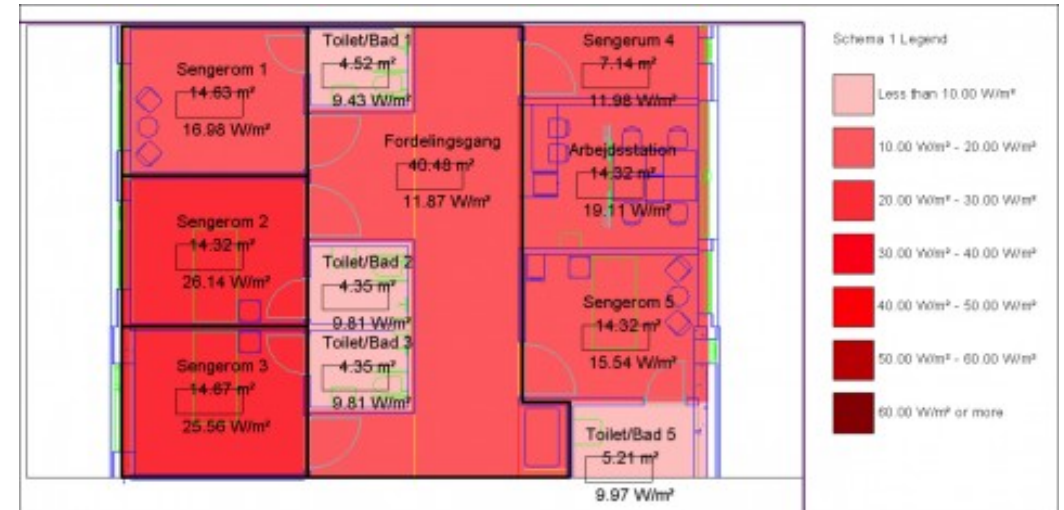 Sengerom 1
14.63 m²
16.98 W/m²
Toilet/Bad 1
4.52 m²
9.43 W/m²
Sengerum 4
7.14 m²
11.98 W/m²
Fordelingsgang
40.48 m²
11.87 W/m²
Arbejdsstation
14.32 m²
19.11 W/m²
Sengerom 2
14.32 m²
26.14 W/m²
Toilet/Bad 2
4.35 m²
9.81 W/m²
Toilet/Bad 3
4.35 m²
9.81 W/m²
Sengerom 5
14.32 m²
15.54 W/m²
Sengerom 3
14.67 m²
25.56 W/m²
Toilet/Bad 5
5.21 m²
9.97 W/m²
Schema 1 Legend
Less than 10.00 W/m²
10.00 W/m² - 20.00 W/m²
20.00 W/m² - 30.00 W/m²
30.00 W/m² - 40.00 W/m²
40.00 W/m² - 50.00 W/m²
50.00 W/m² - 60.00 W/m²
60.00 W/m² or more